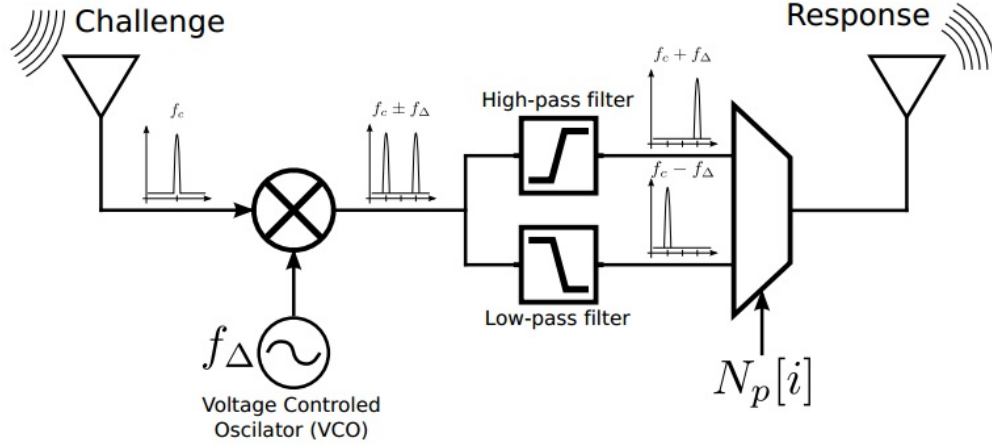 Challenge
Response
f_c
f_c ± f_Δ
High-pass filter
f_c + f_Δ
f_c − f_Δ
Low-pass filter
f_Δ
Voltage Controled
Oscilator (VCO)
N_p[i]